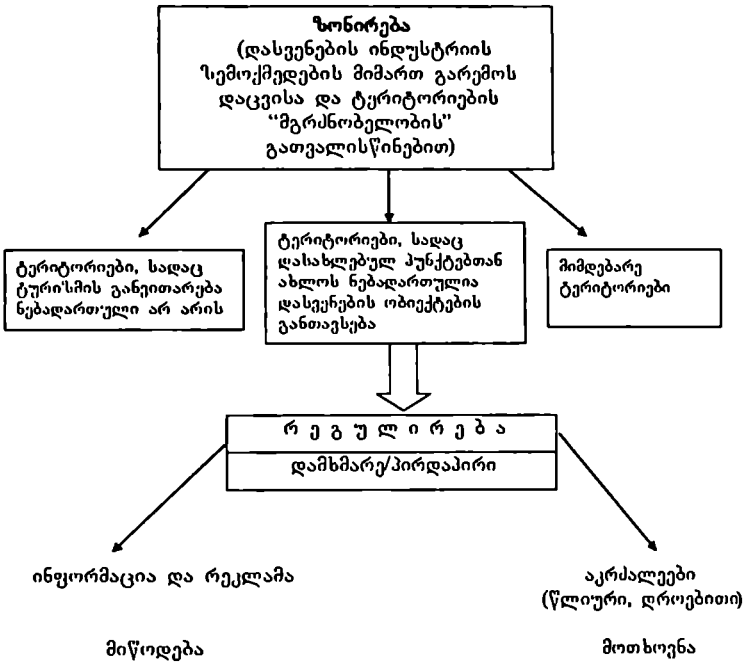 ზონირება
(დასვენების ინდუსტრიის
ზემოქმედების მიმართ გარემოს
დაცვისა და ტერიტორიების
“მგრძნობელობის”
გათვალისწინებით)
ტერიტორიები, სადაც
ტურიზმის განვითარება
ნებადართული არ არის
ტერიტორიები, სადაც
დასახლებულ პუნქტებთან
ახლოს ნებადართულია
დასვენების ობიექტების
განთავსება
მიმდებარე
ტერიტორიები
რ ე გ უ ლ ი რ ე ბ ა
დამხმარე/პირდაპირი
ინფორმაცია და რეკლამა
აკრძალვები
(წლიური, დროებითი)
მიწოდება
მოთხოვნა